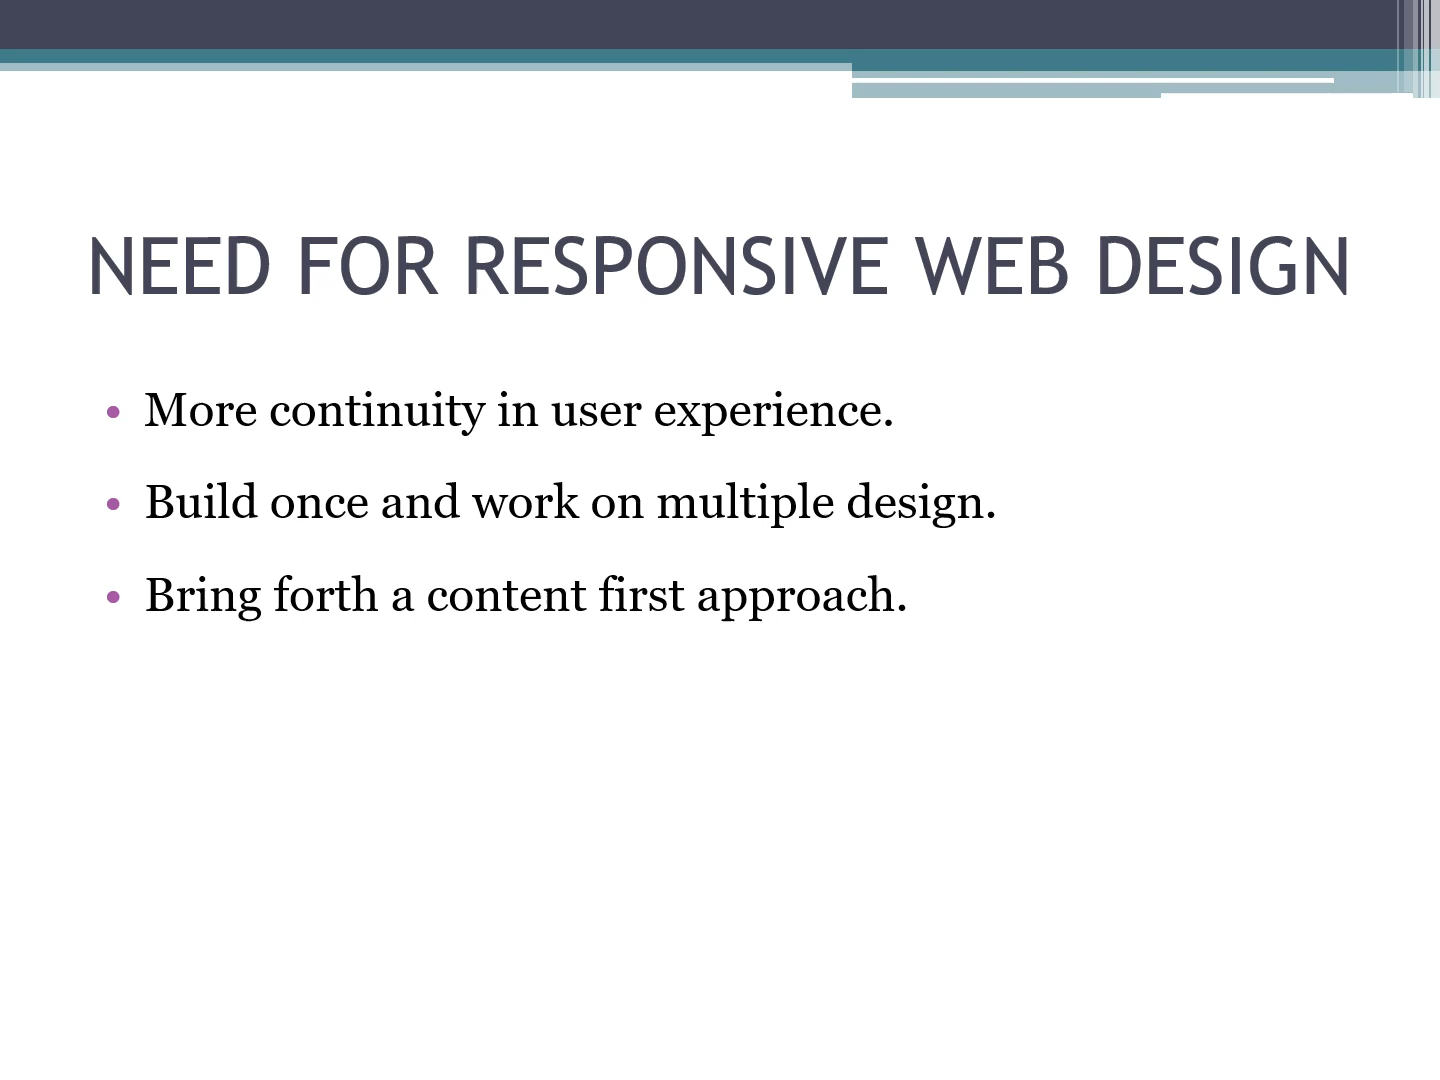 NEED FOR RESPONSIVE WEB DESIGN
• More continuity in user experience.
• Build once and work on multiple design.
• Bring forth a content first approach.